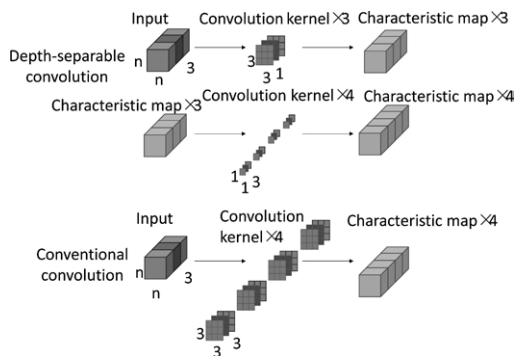 Input
Convolution kernel×3
Characteristic map×3
Depth-separable
convolution
n
n
3
3
3
1
Characteristic map×3
Convolution kernel×4
Characteristic map×4
1
1
3
Input
Convolution
kernel×4
Characteristic map×4
Conventional
convolution
n
n
3
3
3
3